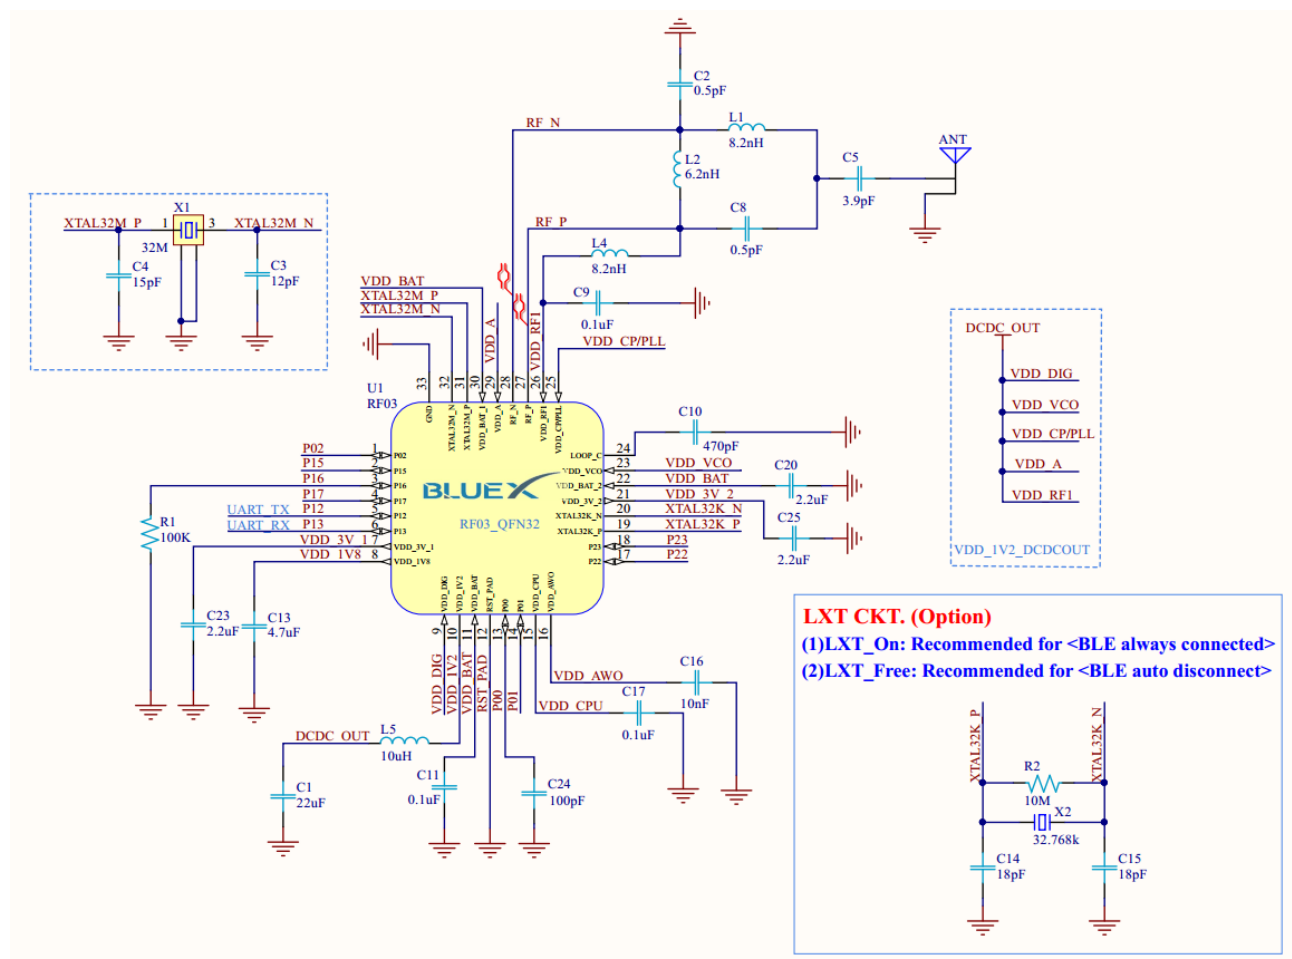 C2
0.5pF
RF_N
L1
8.2nH
L2
6.2nH
C5
3.9pF
ANT
RF_P
C8
0.5pF
L4
8.2nH
C9
0.1uF
X1
XTAL32M_P
1
3
XTAL32M_N
32M
C4
15pF
C3
12pF
VDD_BAT
XTAL32M_P
XTAL32M_N
VDD_A
VDD_RF1
VDD_CP/PLL
U1
RF03
33
32
31
30
29
28
27
26
25
GND
XTAL32M_N
XTAL32M_P
VDD_BAT_1
VDD_A
RF_N
RF_P
VDD_RF1
VDD_CP/PLL
P02
1
P02
P15
2
P15
P16
3
P16
P17
4
P17
UART_TX
P12
5
P12
UART_RX
P13
6
P13
VDD_3V_1
7
VDD_3V_1
VDD_1V8
8
VDD_1V8
BLUEX
RF03_QFN32
LOOP_C
24
C10
470pF
VDD_VCO
23
VDD_VCO
VDD_BAT_2
22
VDD_BAT
C20
2.2uF
VDD_3V_2
21
VDD_3V_2
XTAL32K_N
20
XTAL32K_N
XTAL32K_P
19
XTAL32K_P
C25
2.2uF
P23
18
P23
P22
17
P22
R1
100K
C23
2.2uF
C13
4.7uF
VDD_DIG
VDD_1V2
VDD_BAT
RST_PAD
P00
P01
VDD_CPU
VDD_AWO
9
10
11
12
13
14
15
16
VDD_DIG
VDD_1V2
VDD_BAT
RST_PAD
P00
P01
VDD_AWO
C16
10nF
VDD_CPU
C17
0.1uF
DCDC_OUT
L5
10uH
C1
22uF
C11
0.1uF
C24
100pF
DCDC_OUT
VDD_DIG
VDD_VCO
VDD_CP/PLL
VDD_A
VDD_RF1
VDD_1V2_DCDCOUT
LXT CKT. (Option)
(1)LXT_On: Recommended for <BLE always connected>
(2)LXT_Free: Recommended for <BLE auto disconnect>
XTAL32K_P
XTAL32K_N
R2
10M
X2
32.768k
C14
18pF
C15
18pF